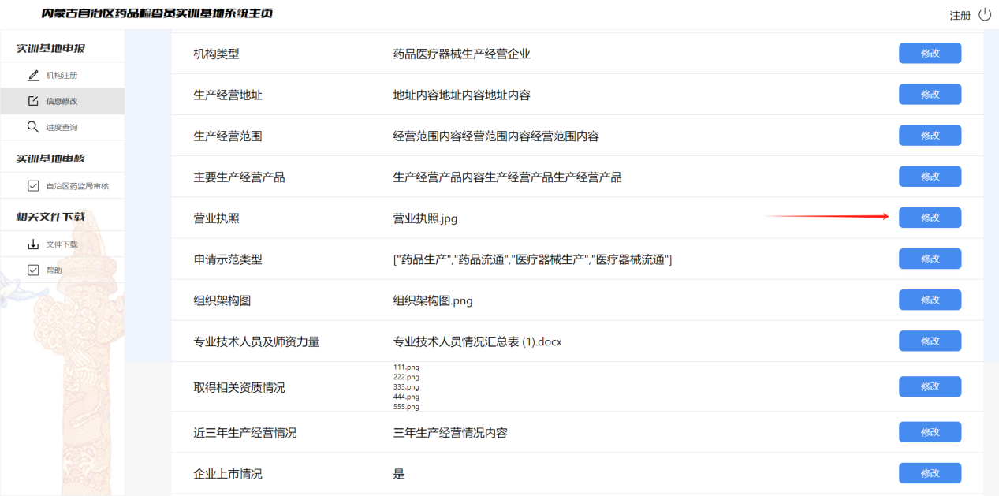 内蒙古自治区药品检查员实训基地系统主页
注册
实训基地申报
机构注册
信息修改
进度查询
实训基地审核
自治区药监局审核
相关文件下载
文件下载
帮助
机构类型 药品医疗器械生产经营企业 修改
生产经营地址 地址内容地址内容地址内容 修改
生产经营范围 经营范围内容经营范围内容经营范围内容 修改
主要生产经营产品 生产经营产品内容生产经营产品生产经营产品 修改
营业执照 营业执照.jpg 修改
申请示范类型 ["药品生产","药品流通","医疗器械生产","医疗器械流通"] 修改
组织架构图 组织架构图.png 修改
专业技术人员及师资力量 专业技术人员情况汇总表 (1).docx 修改
取得相关资质情况
111.png
222.png
333.png
444.png
555.png
修改
近三年生产经营情况 三年生产经营情况内容 修改
企业上市情况 是 修改